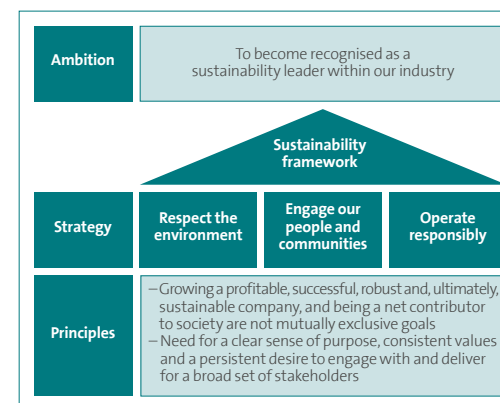 Ambition
To become recognised as a
sustainability leader within our industry
Sustainability
framework
Strategy
Respect the
environment
Engage our
people and
communities
Operate
responsibly
Principles
–Growing a profitable, successful, robust and, ultimately,
sustainable company, and being a net contributor
to society are not mutually exclusive goals
–Need for a clear sense of purpose, consistent values
and a persistent desire to engage with and deliver
for a broad set of stakeholders